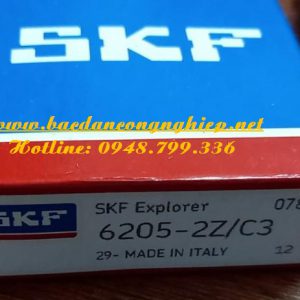 SKF
www.bacdancongnghiep.net
Hotline: 0948.799.336
SKF
SKF Explorer 078
6205-2Z/C3
29- MADE IN ITALY 12